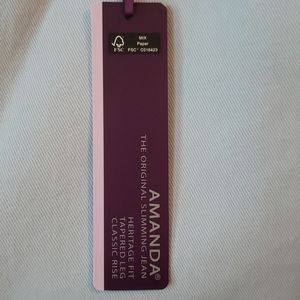 FSC
MIX
Paper
FSC® C016423
AMANDA®
THE ORIGINAL SLIMMING JEAN
HERITAGE FIT
TAPERED LEG
CLASSIC RISE